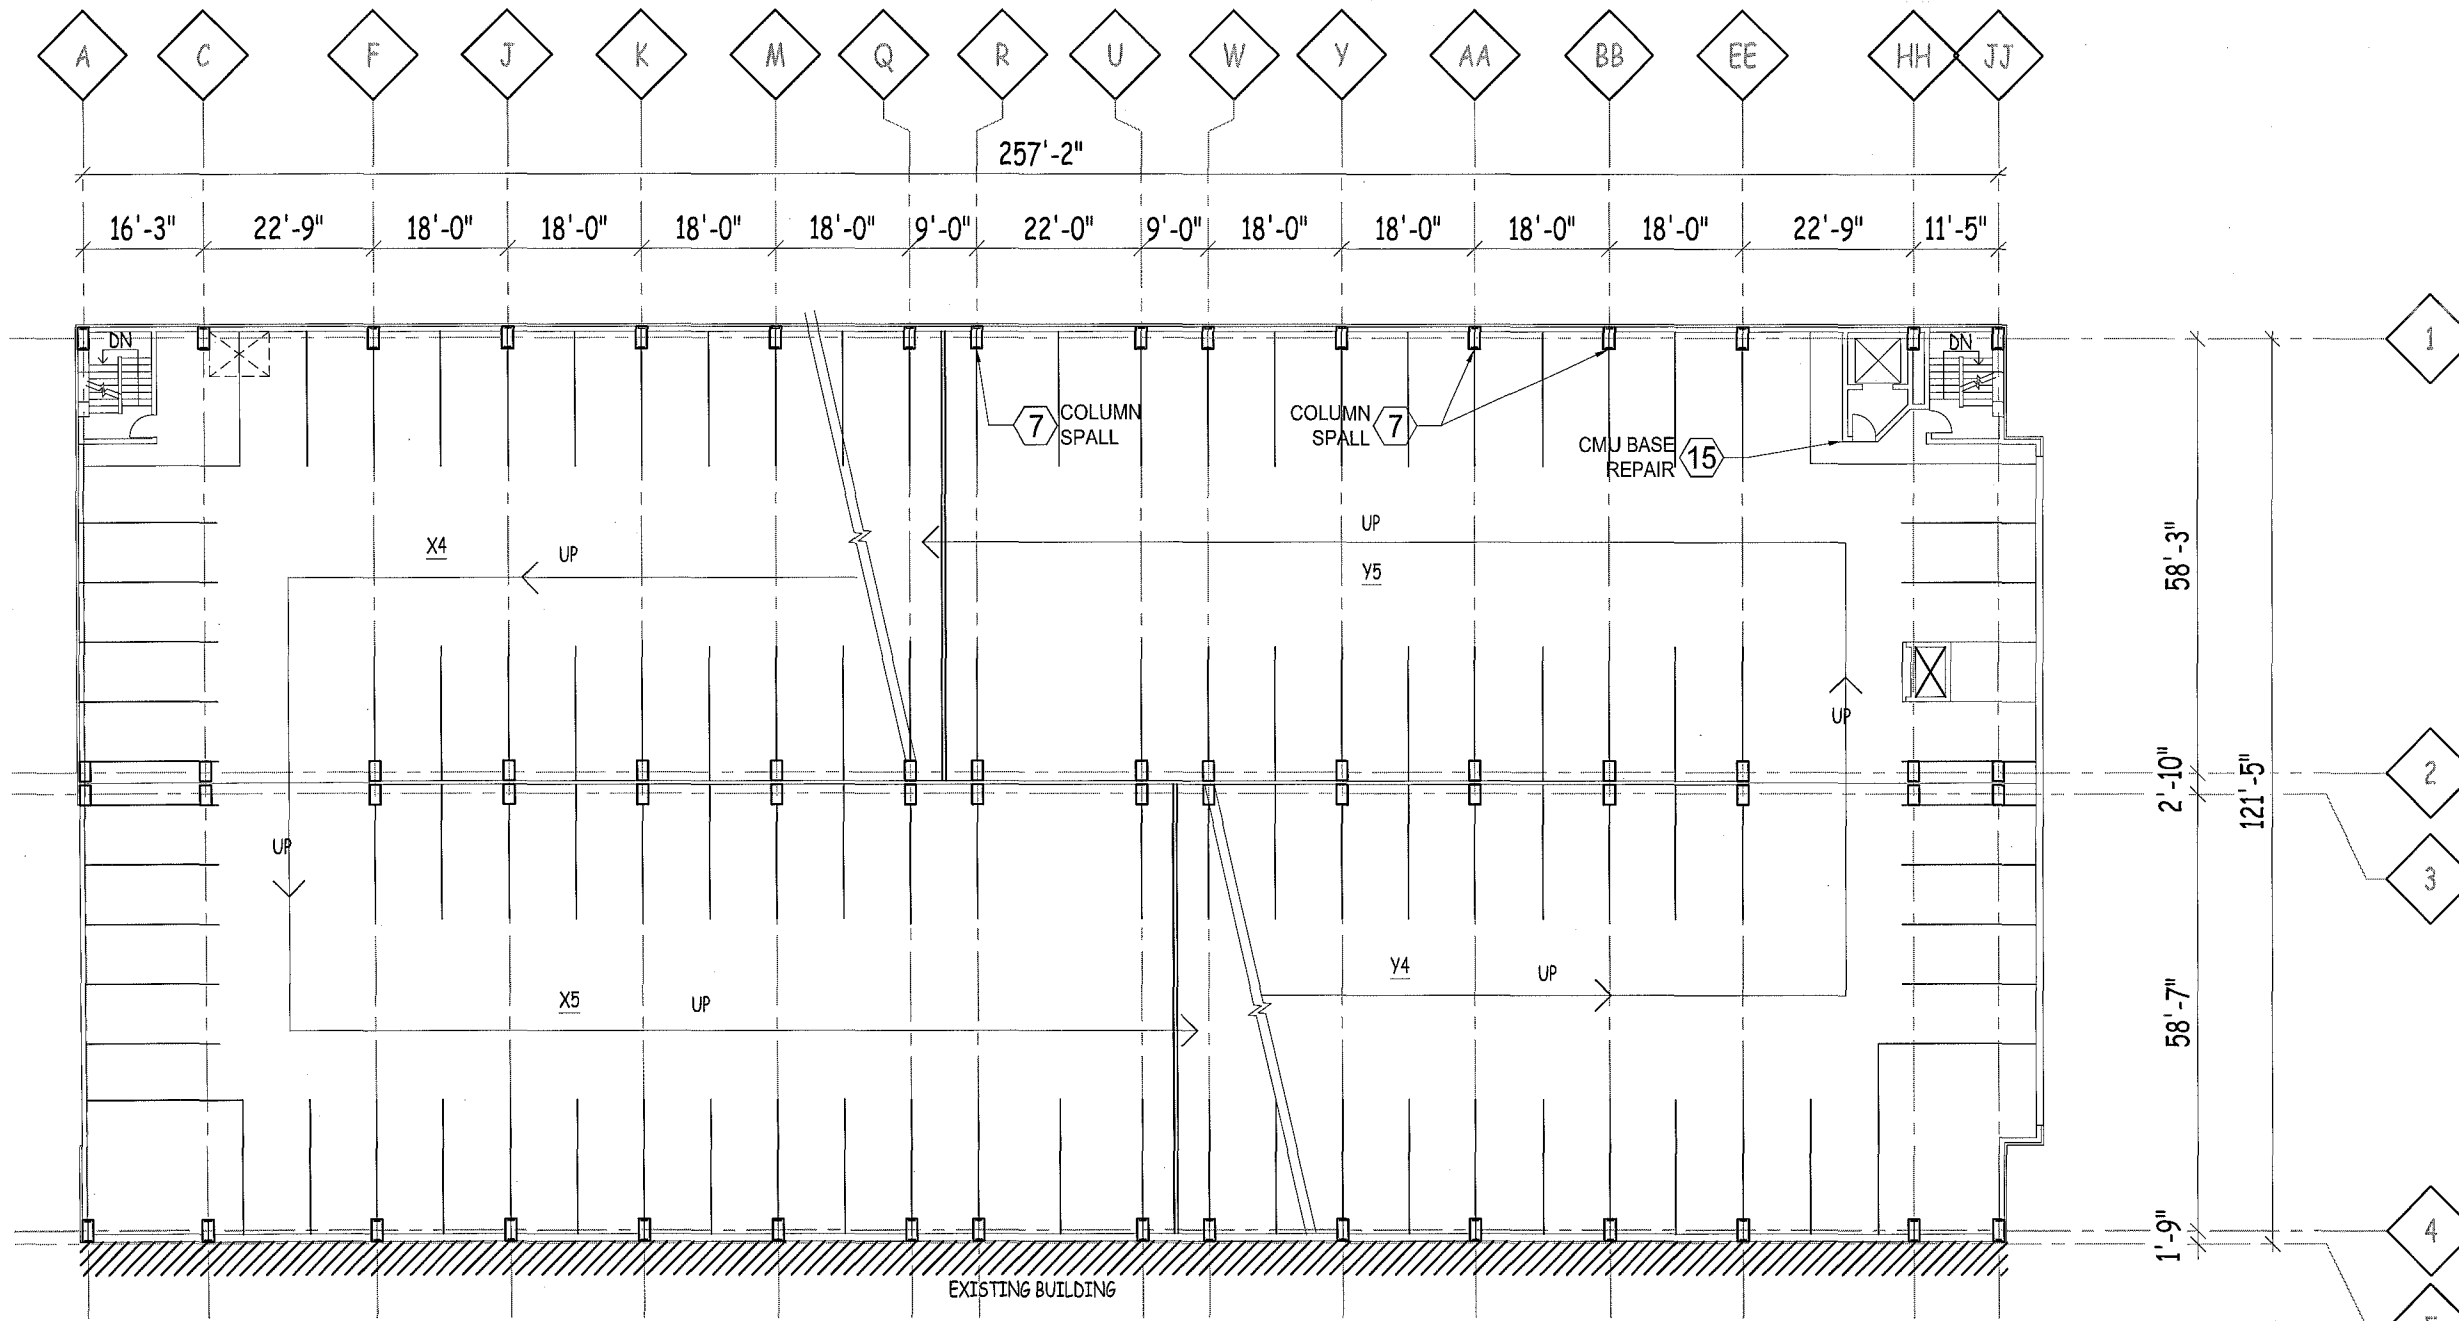 A C F J K M Q R U W Y AA BB EE HH JJ
257'-2"
16'-3" 22'-9" 18'-0" 18'-0" 18'-0" 18'-0" 9'-0" 22'-0" 9'-0" 18'-0" 18'-0" 18'-0" 18'-0" 22'-9" 11'-5"
DN
DN
1
7 COLUMN
SPALL
COLUMN 7
SPALL
CMU BASE
REPAIR 15
UP
X4
UP
Y5
58'-3"
UP
2
2'-10"
121'-5"
UP
3
Y4
UP
X5
UP
58'-7"
4
1'-9"
EXISTING BUILDING